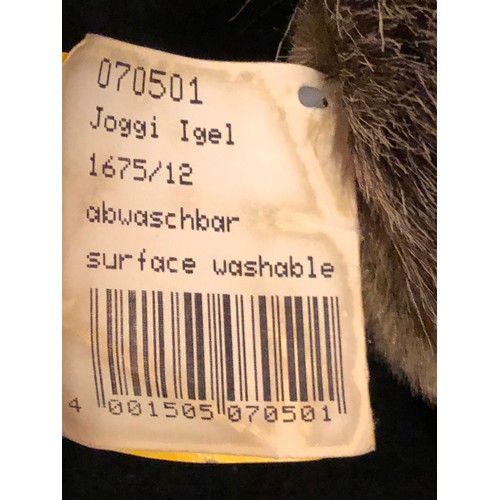 070501
Joggi Igel
1675/12
abwaschbar
surface washable
4 001505 070501